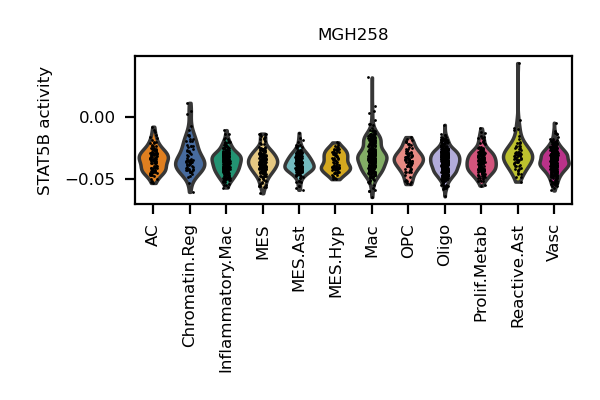 MGH258
STAT5B activity
0.00
−0.05
AC
Chromatin.Reg
Inflammatory.Mac
MES
MES.Ast
MES.Hyp
Mac
OPC
Oligo
Prolif.Metab
Reactive.Ast
Vasc